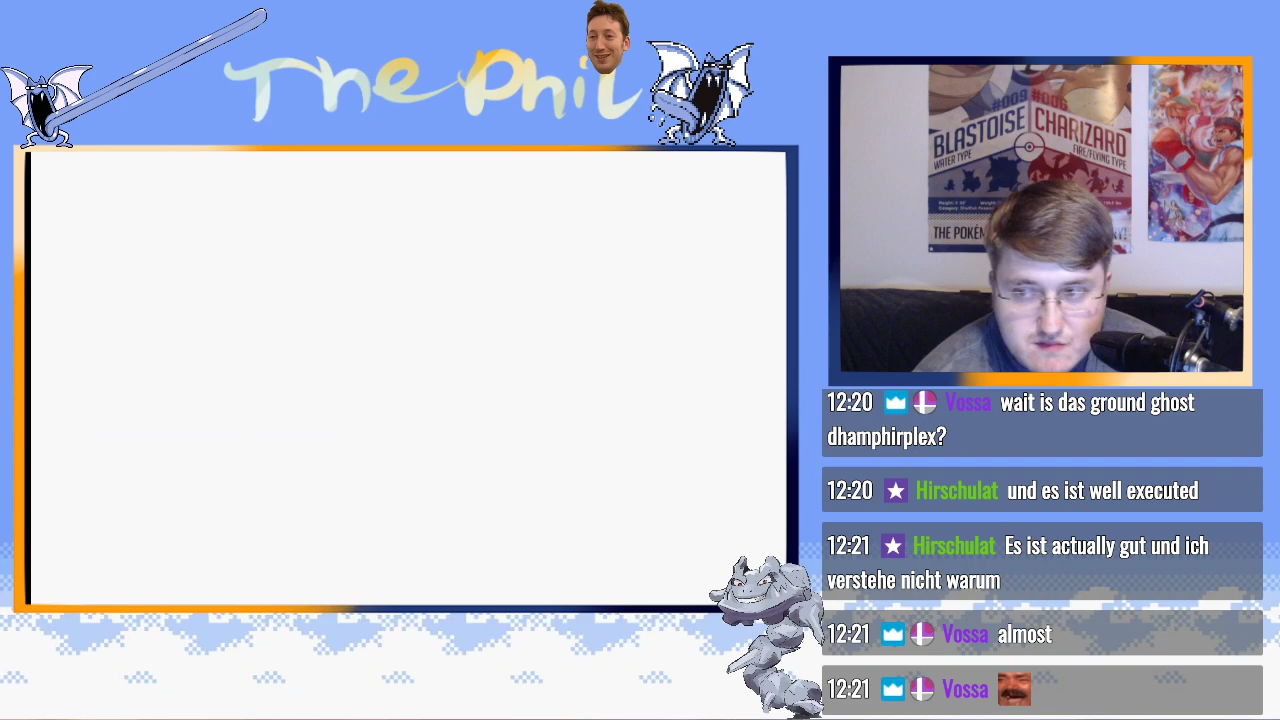 The Phil
#009 #006
BLASTOISE CHARIZARD
WATER TYPE FIRE/FLYING TYPE
THE POKÉM
12:20 Vossa wait is das ground ghost
dhamphirplex?
12:20 Hirschulat und es ist well executed
12:21 Hirschulat Es ist actually gut und ich
verstehe nicht warum
12:21 Vossa almost
12:21 Vossa